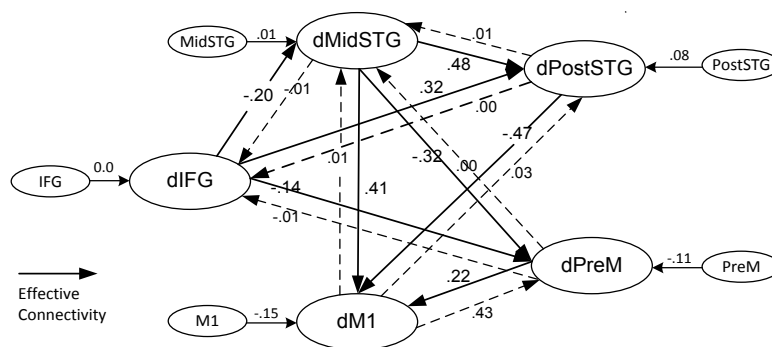 MidSTG
.01
dMidSTG
.01
.48
dPostSTG
.08
PostSTG
-.20
-.01
.32
.00
-.47
IFG
0.0
dIFG
.01
-.32
.00
.03
-.14
.41
-.01
dPreM
-.11
PreM
Effective
Connectivity
.22
M1
-.15
dM1
.43